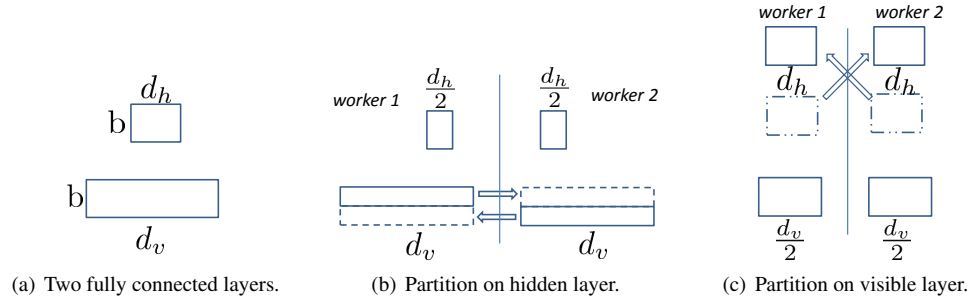 d_h
b
b
d_v
(a) Two fully connected layers.
worker 1
d_h/2
d_h/2
worker 2
d_v
d_v
(b) Partition on hidden layer.
worker 1
worker 2
d_h
d_h
d_v/2
d_v/2
(c) Partition on visible layer.